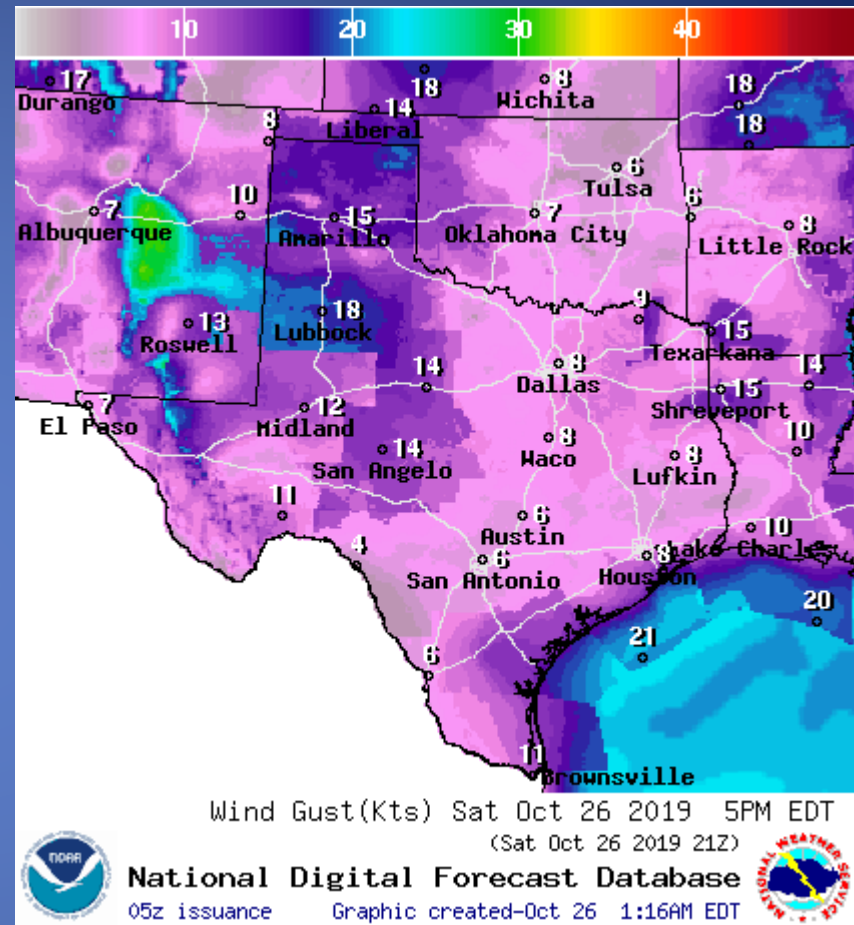 10 20 30 40
17 18 8 18
Durango 14 Wichita
Liberal 18
8
6
Tulsa 6
7 10 15 7 8
Albuquerque Amarillo Oklahoma City Little Rock
18 9
13 Lubbock 15
Roswell Texarkana
14 8 14
Dallas 15
7 12 Shreveport
El Paso Midland
14 8 8 10
San Angelo Waco Lufkin
11 6 10
Austin Lake Charles
4 6 8
San Antonio Houston
20
21
6
11
Brownsville
Wind Gust(Kts) Sat Oct 26 2019 5PM EDT
(Sat Oct 26 2019 21Z)
NOAA
National Digital Forecast Database
05z issuance Graphic created-Oct 26 1:16AM EDT
NATIONAL WEATHER SERVICE